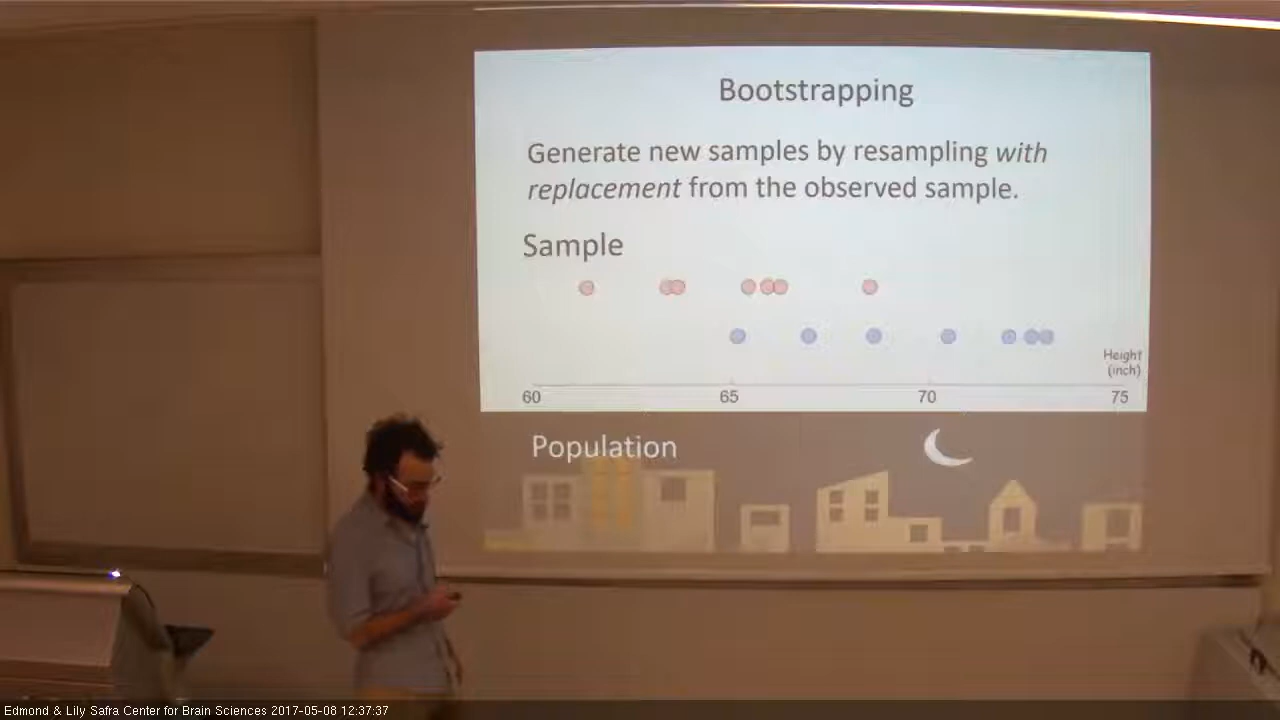 Bootstrapping
Generate new samples by resampling with
replacement from the observed sample.
Sample
Height
(inch)
60 65 70 75
Population
Edmond & Lily Safra Center for Brain Sciences 2017-05-08 12:37:37